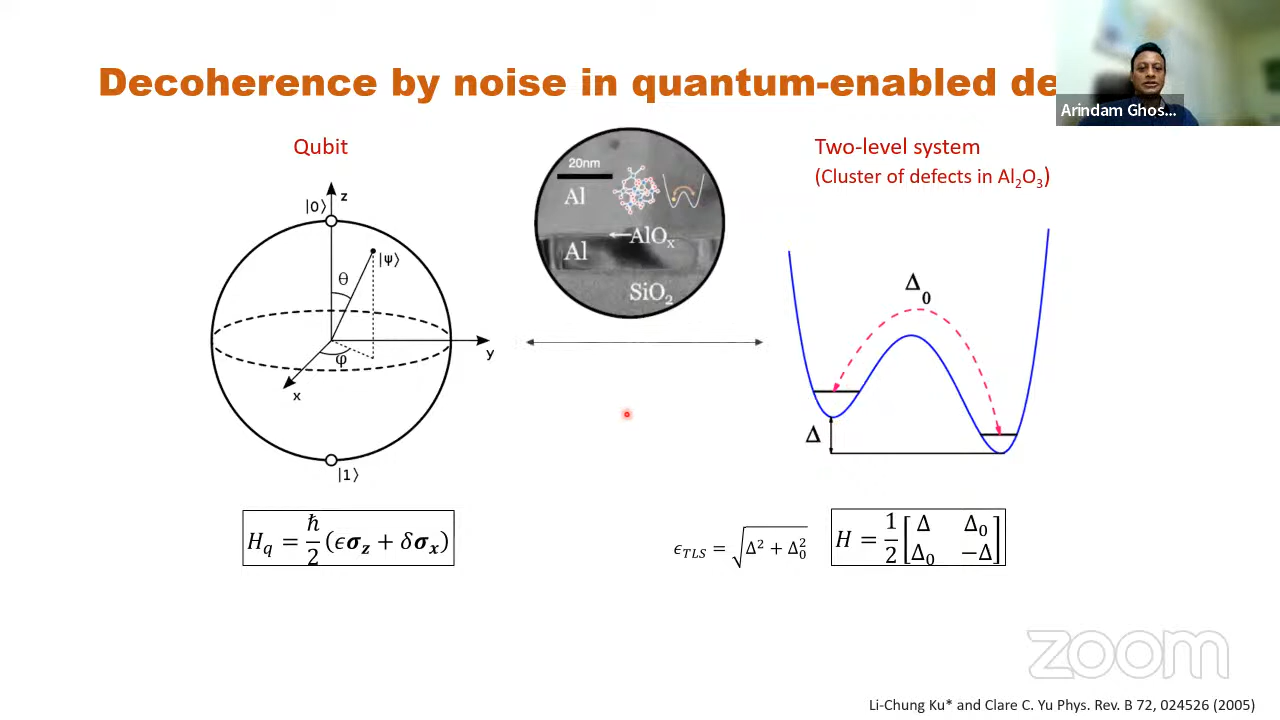 Decoherence by noise in quantum-enabled de
Arindam Ghos...
Qubit
z
|0⟩
|ψ⟩
θ
φ
y
x
|1⟩
20nm
Al
AlOₓ
Al
SiO₂
Two-level system
(Cluster of defects in Al₂O₃)
Δ₀
Δ
H_q = ħ/2 (ϵσ_z + δσ_x)
ϵ_TLS = √(Δ² + Δ₀²)
H = 1/2 [Δ Δ₀
Δ₀ −Δ]
zoom
Li-Chung Ku* and Clare C. Yu Phys. Rev. B 72, 024526 (2005)